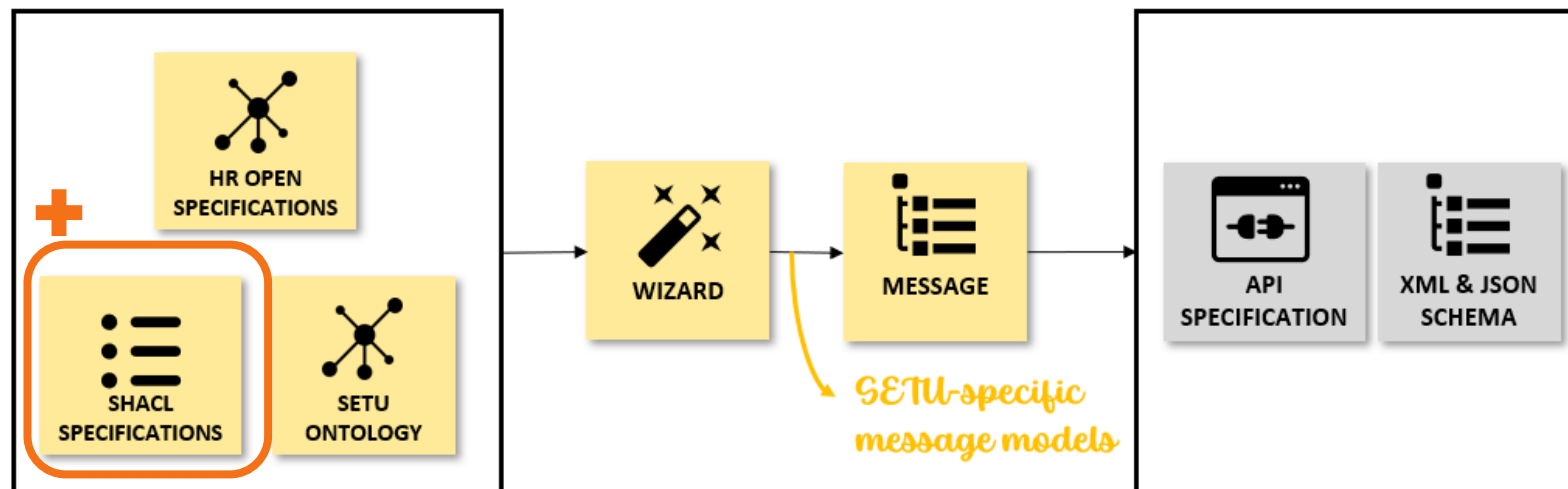 HR OPEN
SPECIFICATIONS
SHACL
SPECIFICATIONS
SETU
ONTOLOGY
WIZARD
MESSAGE
SETU-specific
message models
API
SPECIFICATION
XML & JSON
SCHEMA